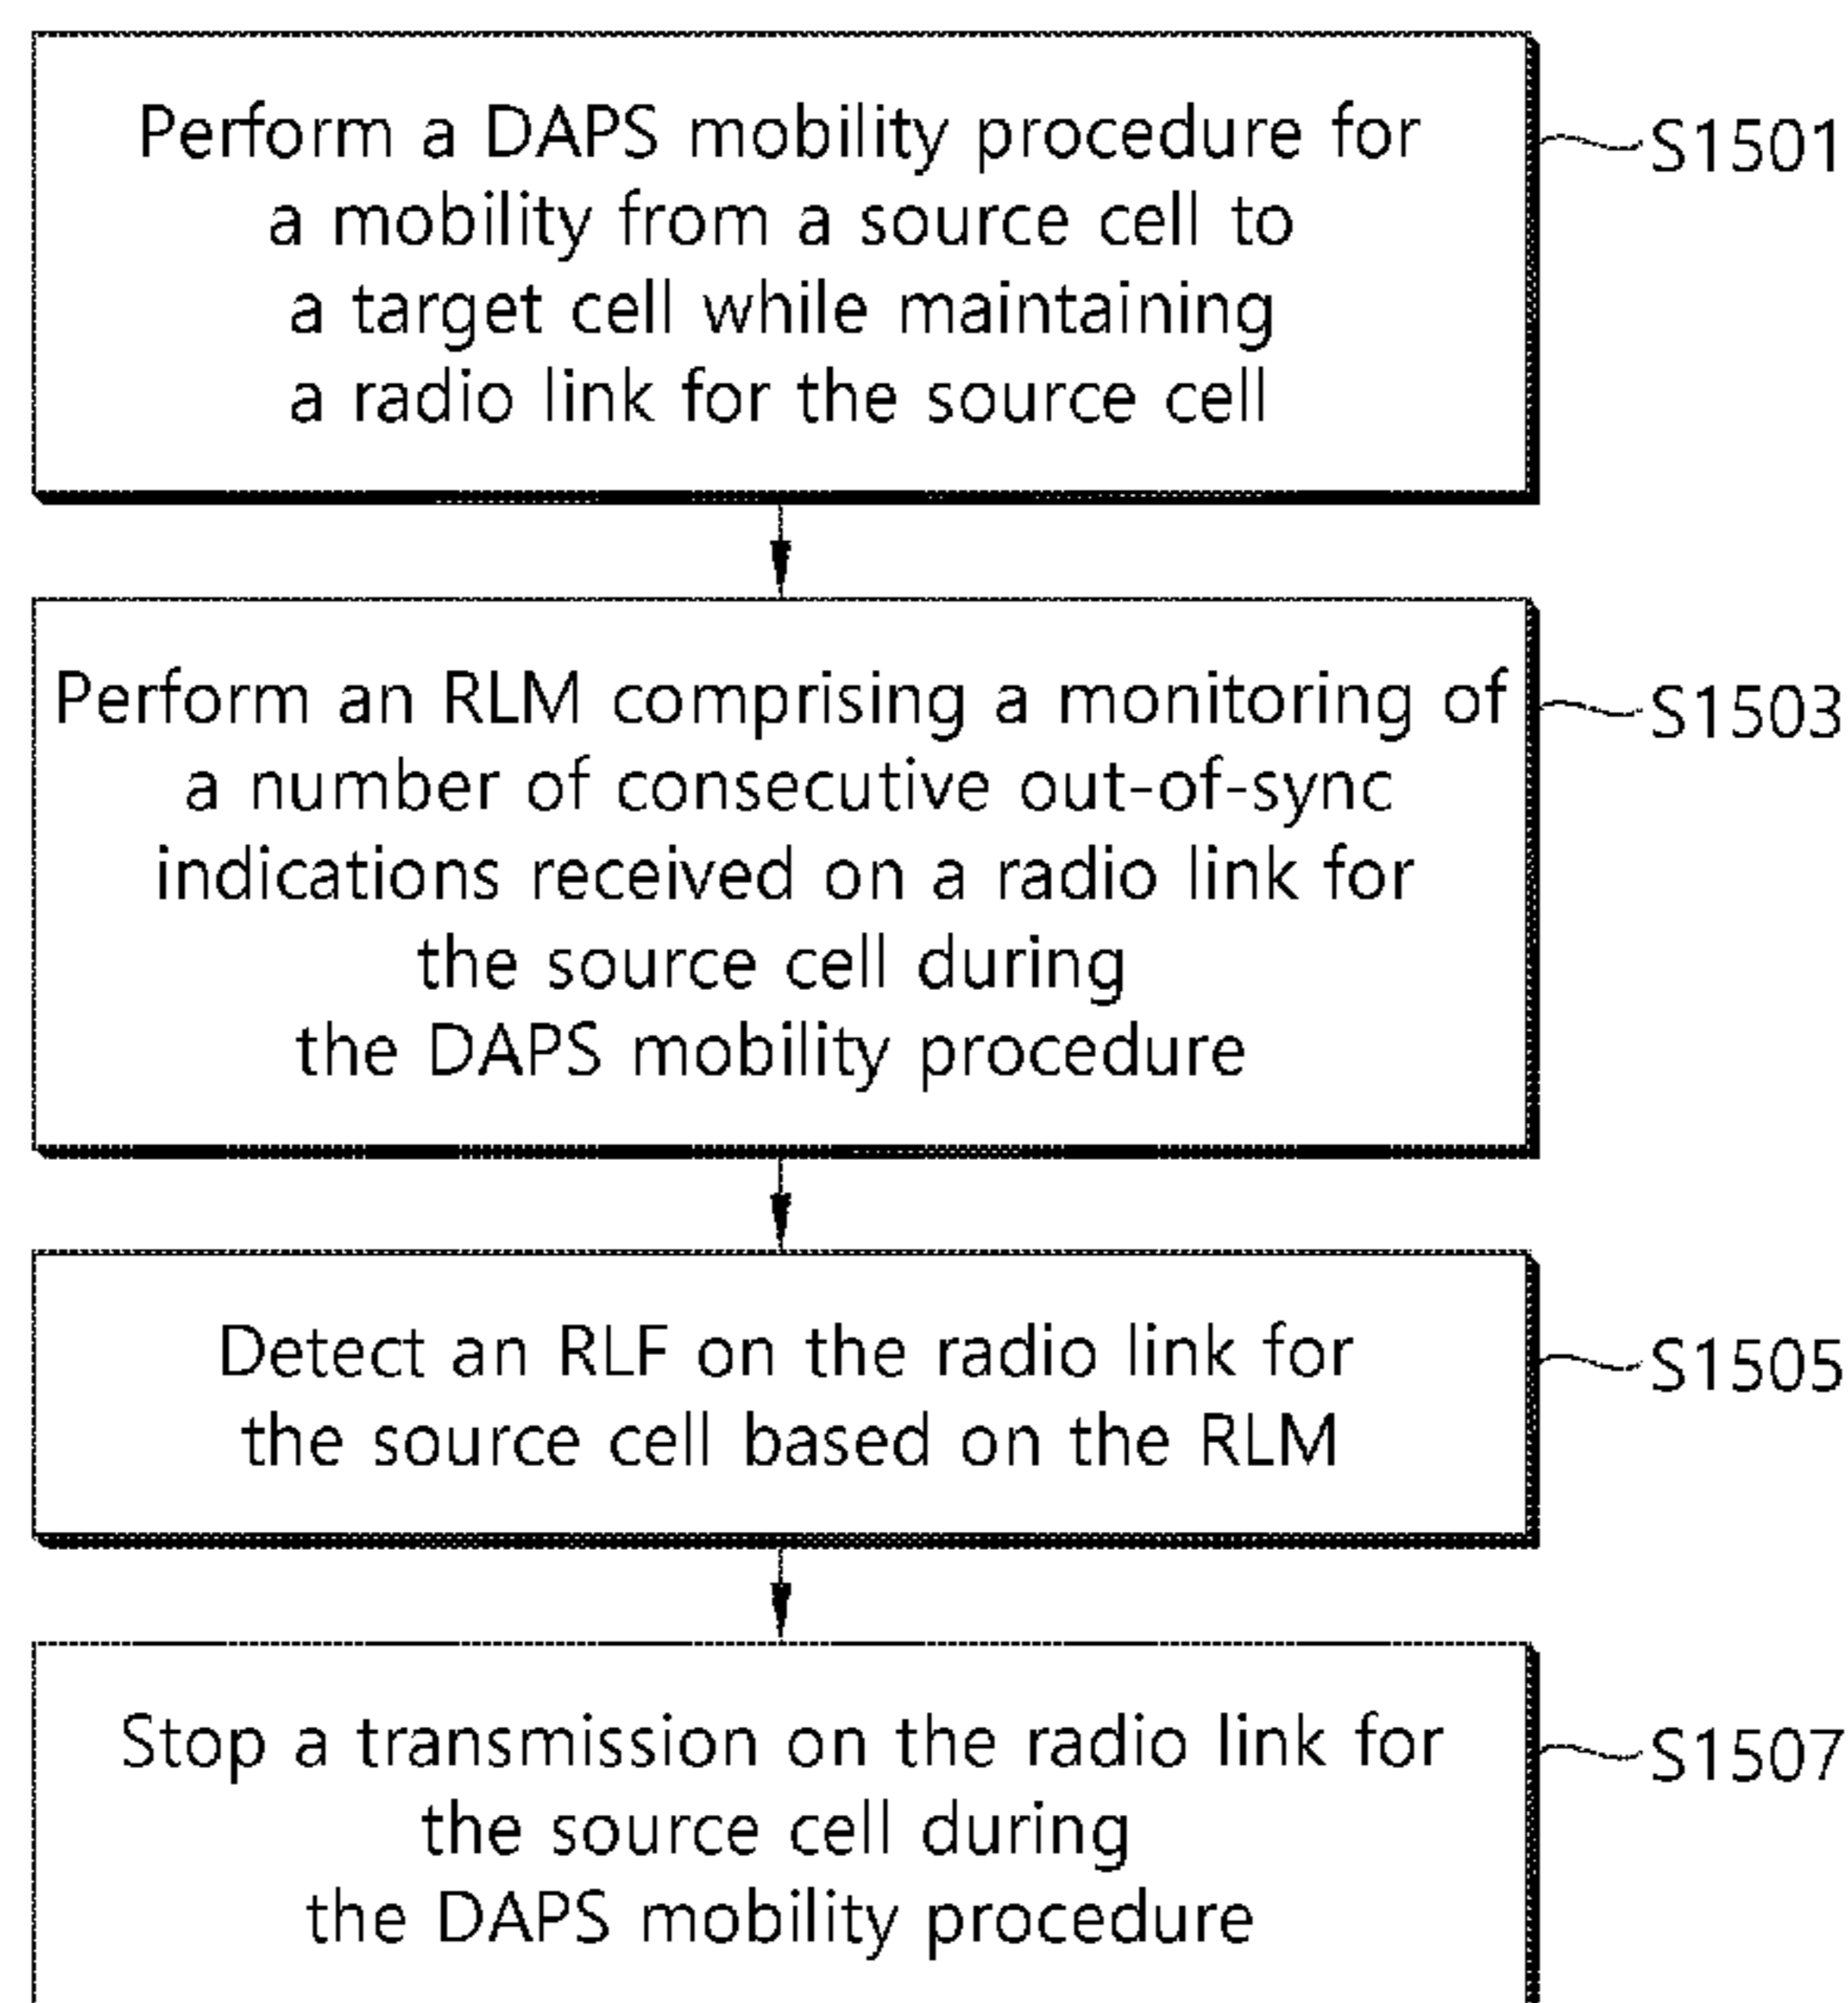 Perform a DAPS mobility procedure for
a mobility from a source cell to
a target cell while maintaining
a radio link for the source cell
S1501
Perform an RLM comprising a monitoring of
a number of consecutive out-of-sync
indications received on a radio link for
the source cell during
the DAPS mobility procedure
S1503
Detect an RLF on the radio link for
the source cell based on the RLM
S1505
Stop a transmission on the radio link for
the source cell during
the DAPS mobility procedure
S1507